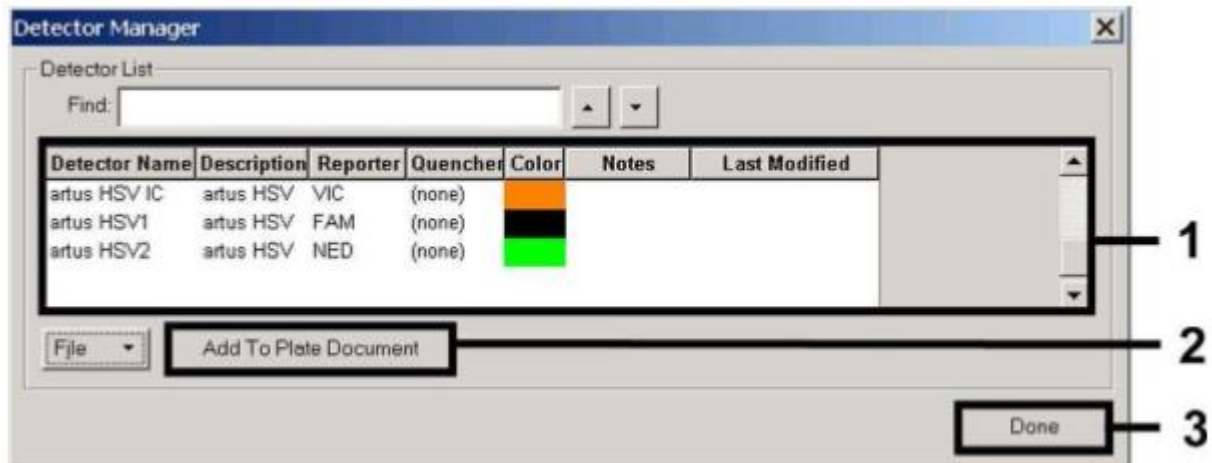 Detector Manager
Detector List
Find:
Detector Name Description Reporter Quencher Color Notes Last Modified
artus HSV IC artus HSV VIC (none)
artus HSV1 artus HSV FAM (none)
artus HSV2 artus HSV NED (none)
1
File Add To Plate Document
2
Done
3